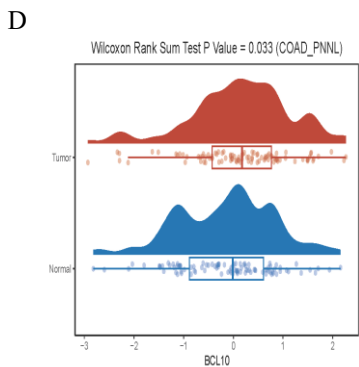 D
Wilcoxon Rank Sum Test P Value = 0.033 (COAD_PNNL)
Tumor
Normal
−3 −2 −1 0 1 2
BCL10